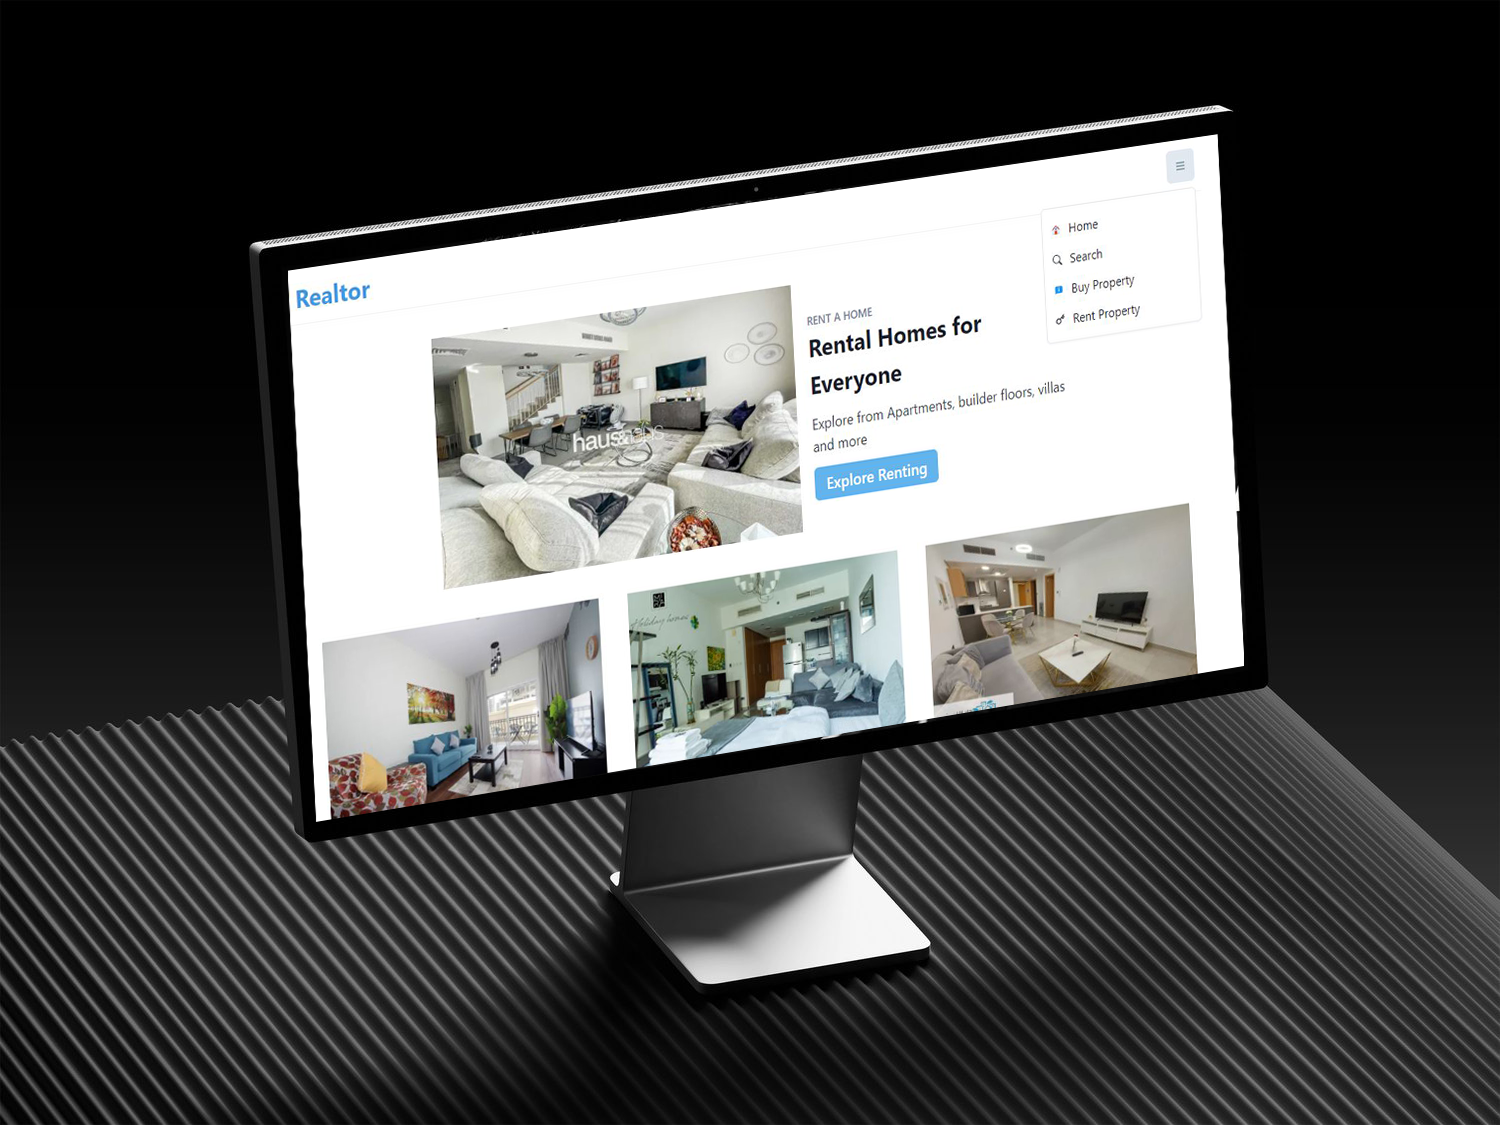 Realtor
Home
Search
Buy Property
Rent Property
RENT A HOME
Rental Homes for
Everyone
Explore from Apartments, builder floors, villas
and more
Explore Renting
haus&haus
Holiday homes